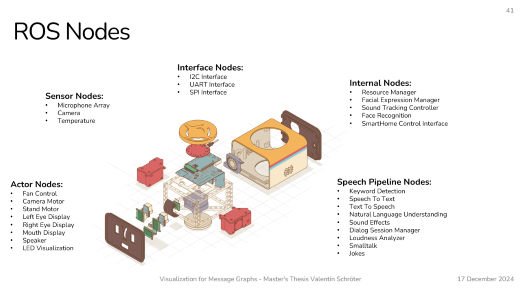 41
ROS Nodes
Interface Nodes:
• I2C Interface
• UART Interface
• SPI Interface
Sensor Nodes:
• Microphone Array
• Camera
• Temperature
Internal Nodes:
• Resource Manager
• Facial Expression Manager
• Sound Tracking Controller
• Face Recognition
• SmartHome Control Interface
Actor Nodes:
• Fan Control
• Camera Motor
• Stand Motor
• Left Eye Display
• Right Eye Display
• Mouth Display
• Speaker
• LED Visualization
Speech Pipeline Nodes:
• Keyword Detection
• Speech To Text
• Text To Speech
• Natural Language Understanding
• Sound Effects
• Dialog Session Manager
• Loudness Analyzer
• Smalltalk
• Jokes
Visualization for Message Graphs – Master's Thesis Valentin Schröter
17 December 2024